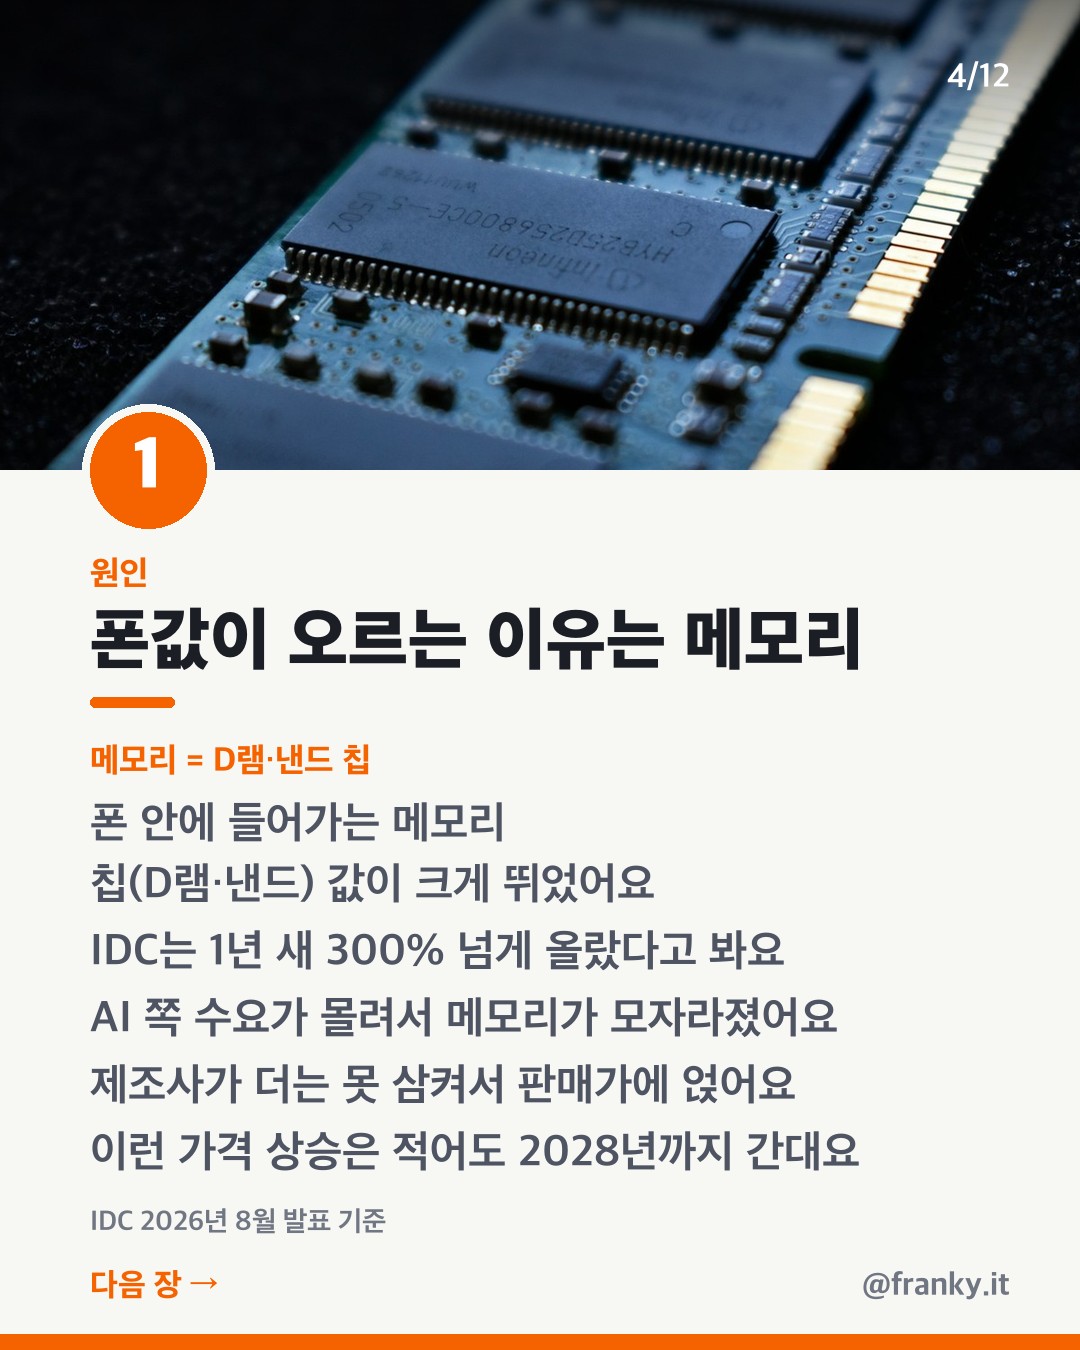 4/12
Infineon
HYB25D256800CE-5
C
0502
1
원인
폰값이 오르는 이유는 메모리
메모리 = D램·낸드 칩
폰 안에 들어가는 메모리
칩(D램·낸드) 값이 크게 뛰었어요
IDC는 1년 새 300% 넘게 올랐다고 봐요
AI 쪽 수요가 몰려서 메모리가 모자라졌어요
제조사가 더는 못 삼켜서 판매가에 얹어요
이런 가격 상승은 적어도 2028년까지 간대요
IDC 2026년 8월 발표 기준
다음 장 →
@franky.it